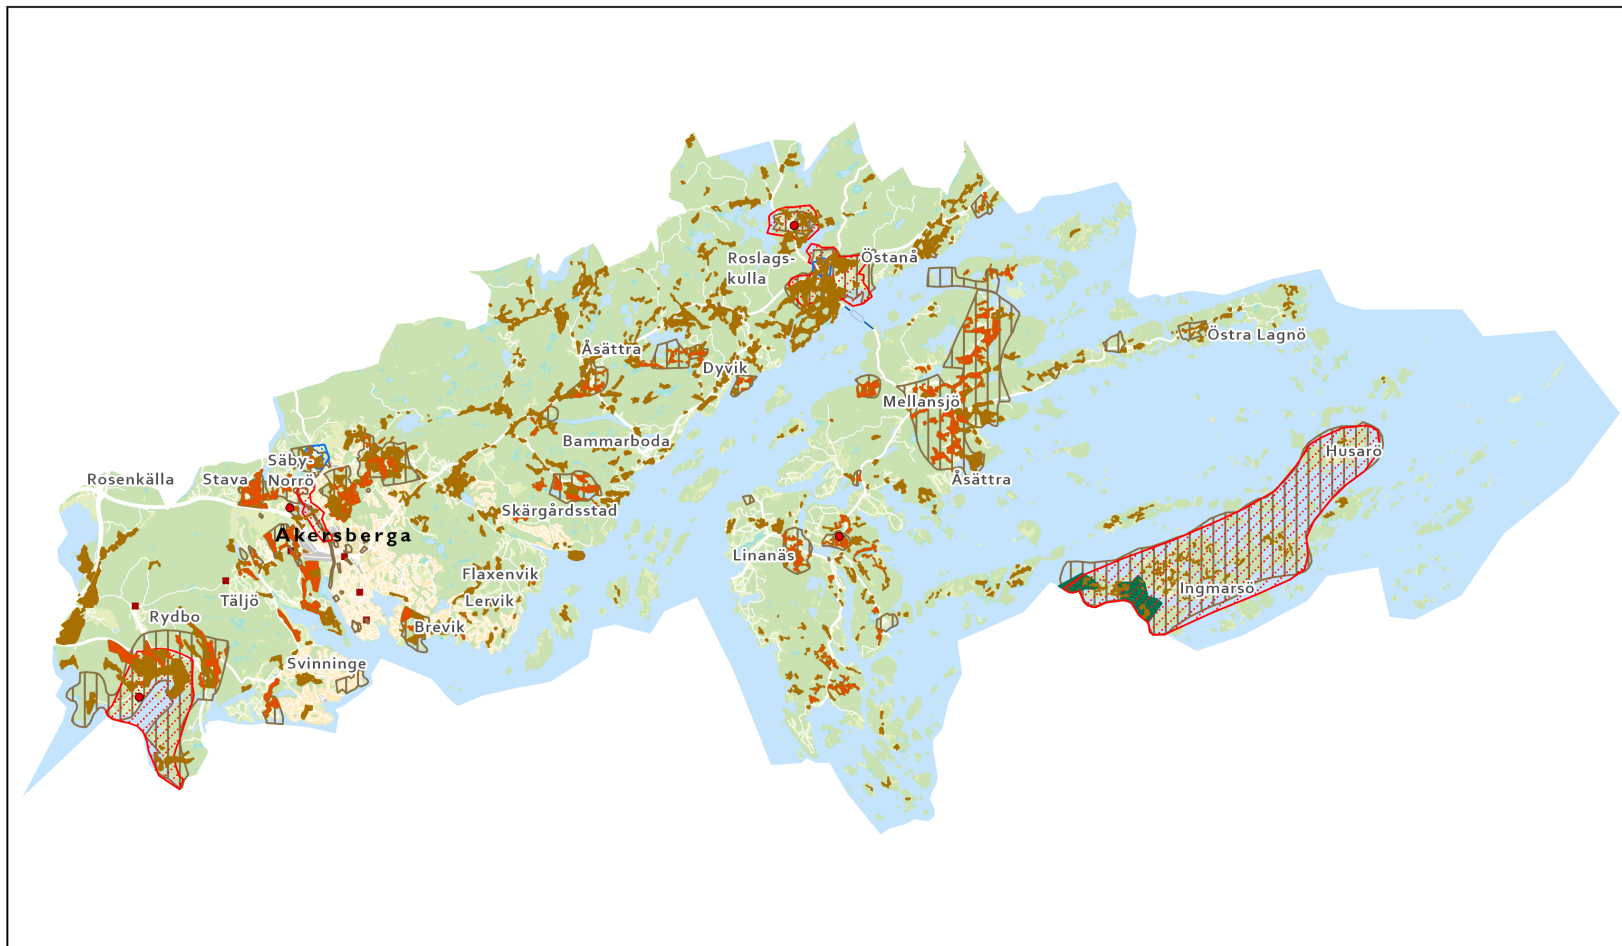 Roslags-
kulla
Östanå
Östra Lagnö
Åsättra
Dyvik
Mellansjö
Bammarboda
Husarö
Säby-
Norrö
Rosenkälla
Stava
Åsättra
Skärgårdsstad
Åkersberga
Linanäs
Flaxenvik
Ingmarsö
Täljö
Lervik
Rydbo
Brevik
Svinninge